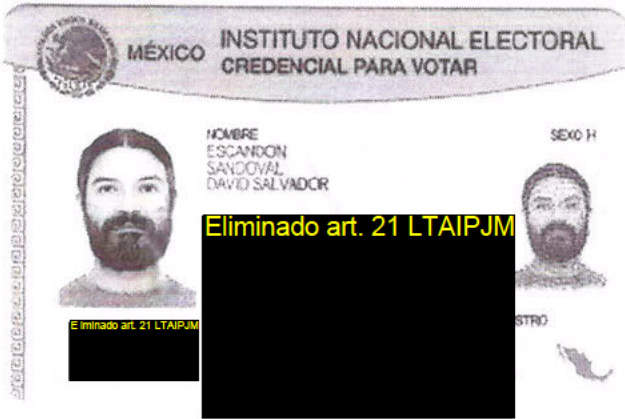 MÉXICO
INSTITUTO NACIONAL ELECTORAL
CREDENCIAL PARA VOTAR
NOMBRE
ESCANDON
SANDOVAL
DAVID SALVADOR
SEXO H
Eliminado art. 21 LTAIPJM
E iminado art. 21 LTAIPJM
STRO